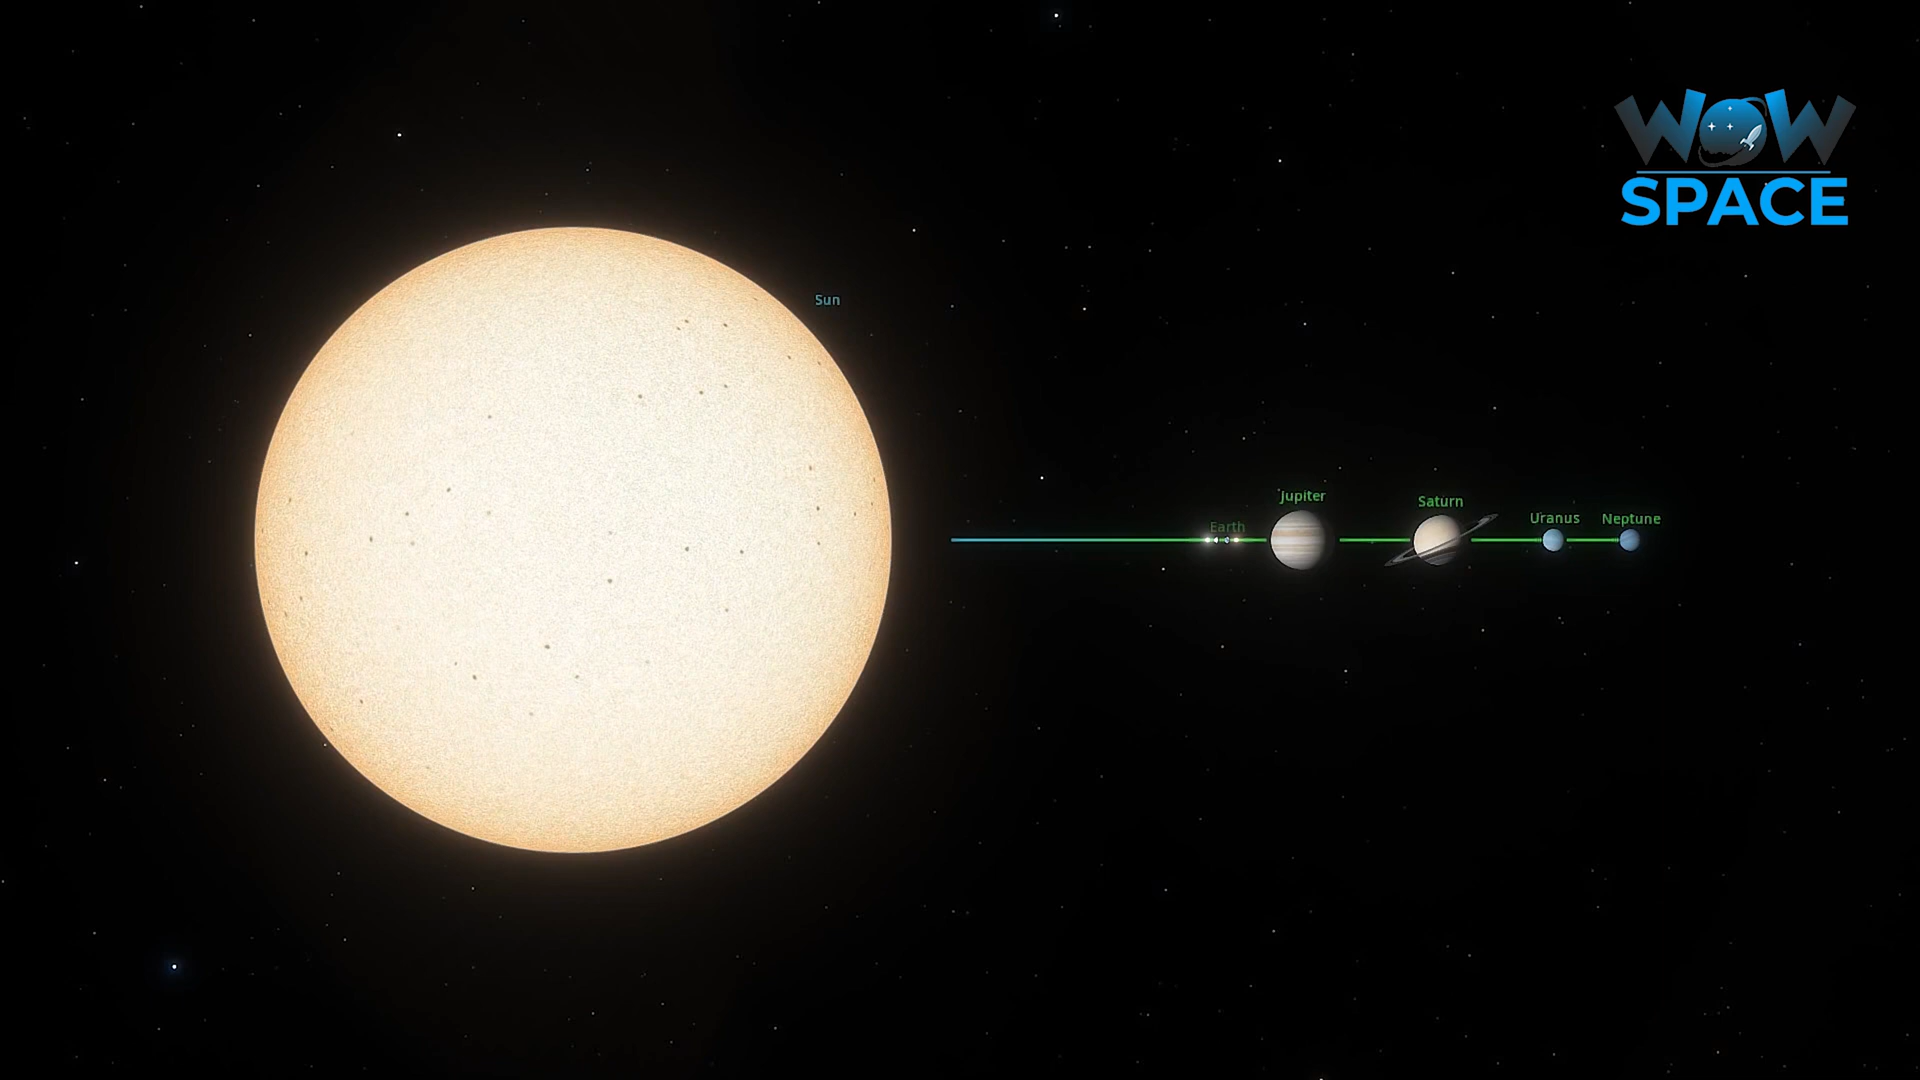 WOW
SPACE
Sun
Jupiter
Saturn
Earth
Uranus
Neptune